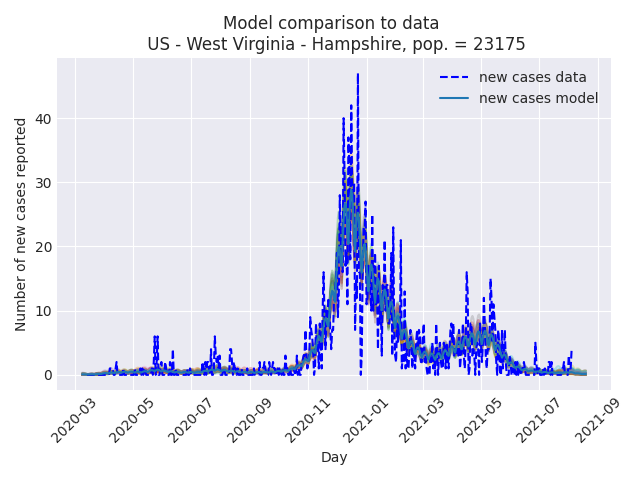 Model comparison to data
US - West Virginia - Hampshire, pop. = 23175
new cases data
new cases model
Number of new cases reported
40
30
20
10
0
2020-03
2020-05
2020-07
2020-09
2020-11
2021-01
2021-03
2021-05
2021-07
2021-09
Day